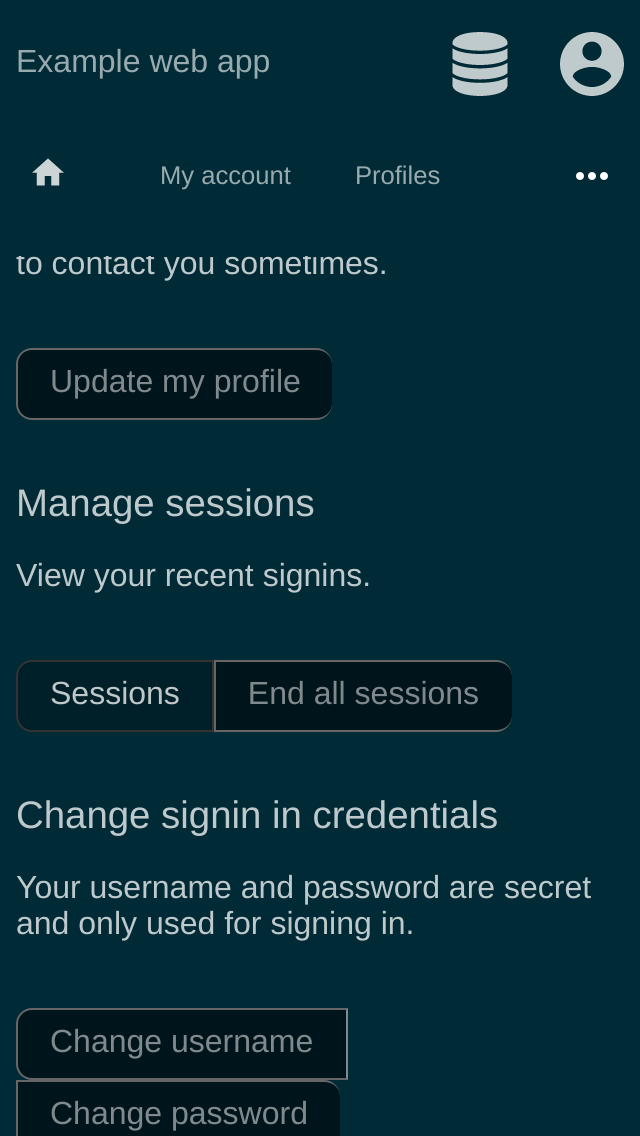 Example web app
My account Profiles
to contact you sometimes.
Update my profile
Manage sessions
View your recent signins.
Sessions End all sessions
Change signin in credentials
Your username and password are secret
and only used for signing in.
Change username
Change password